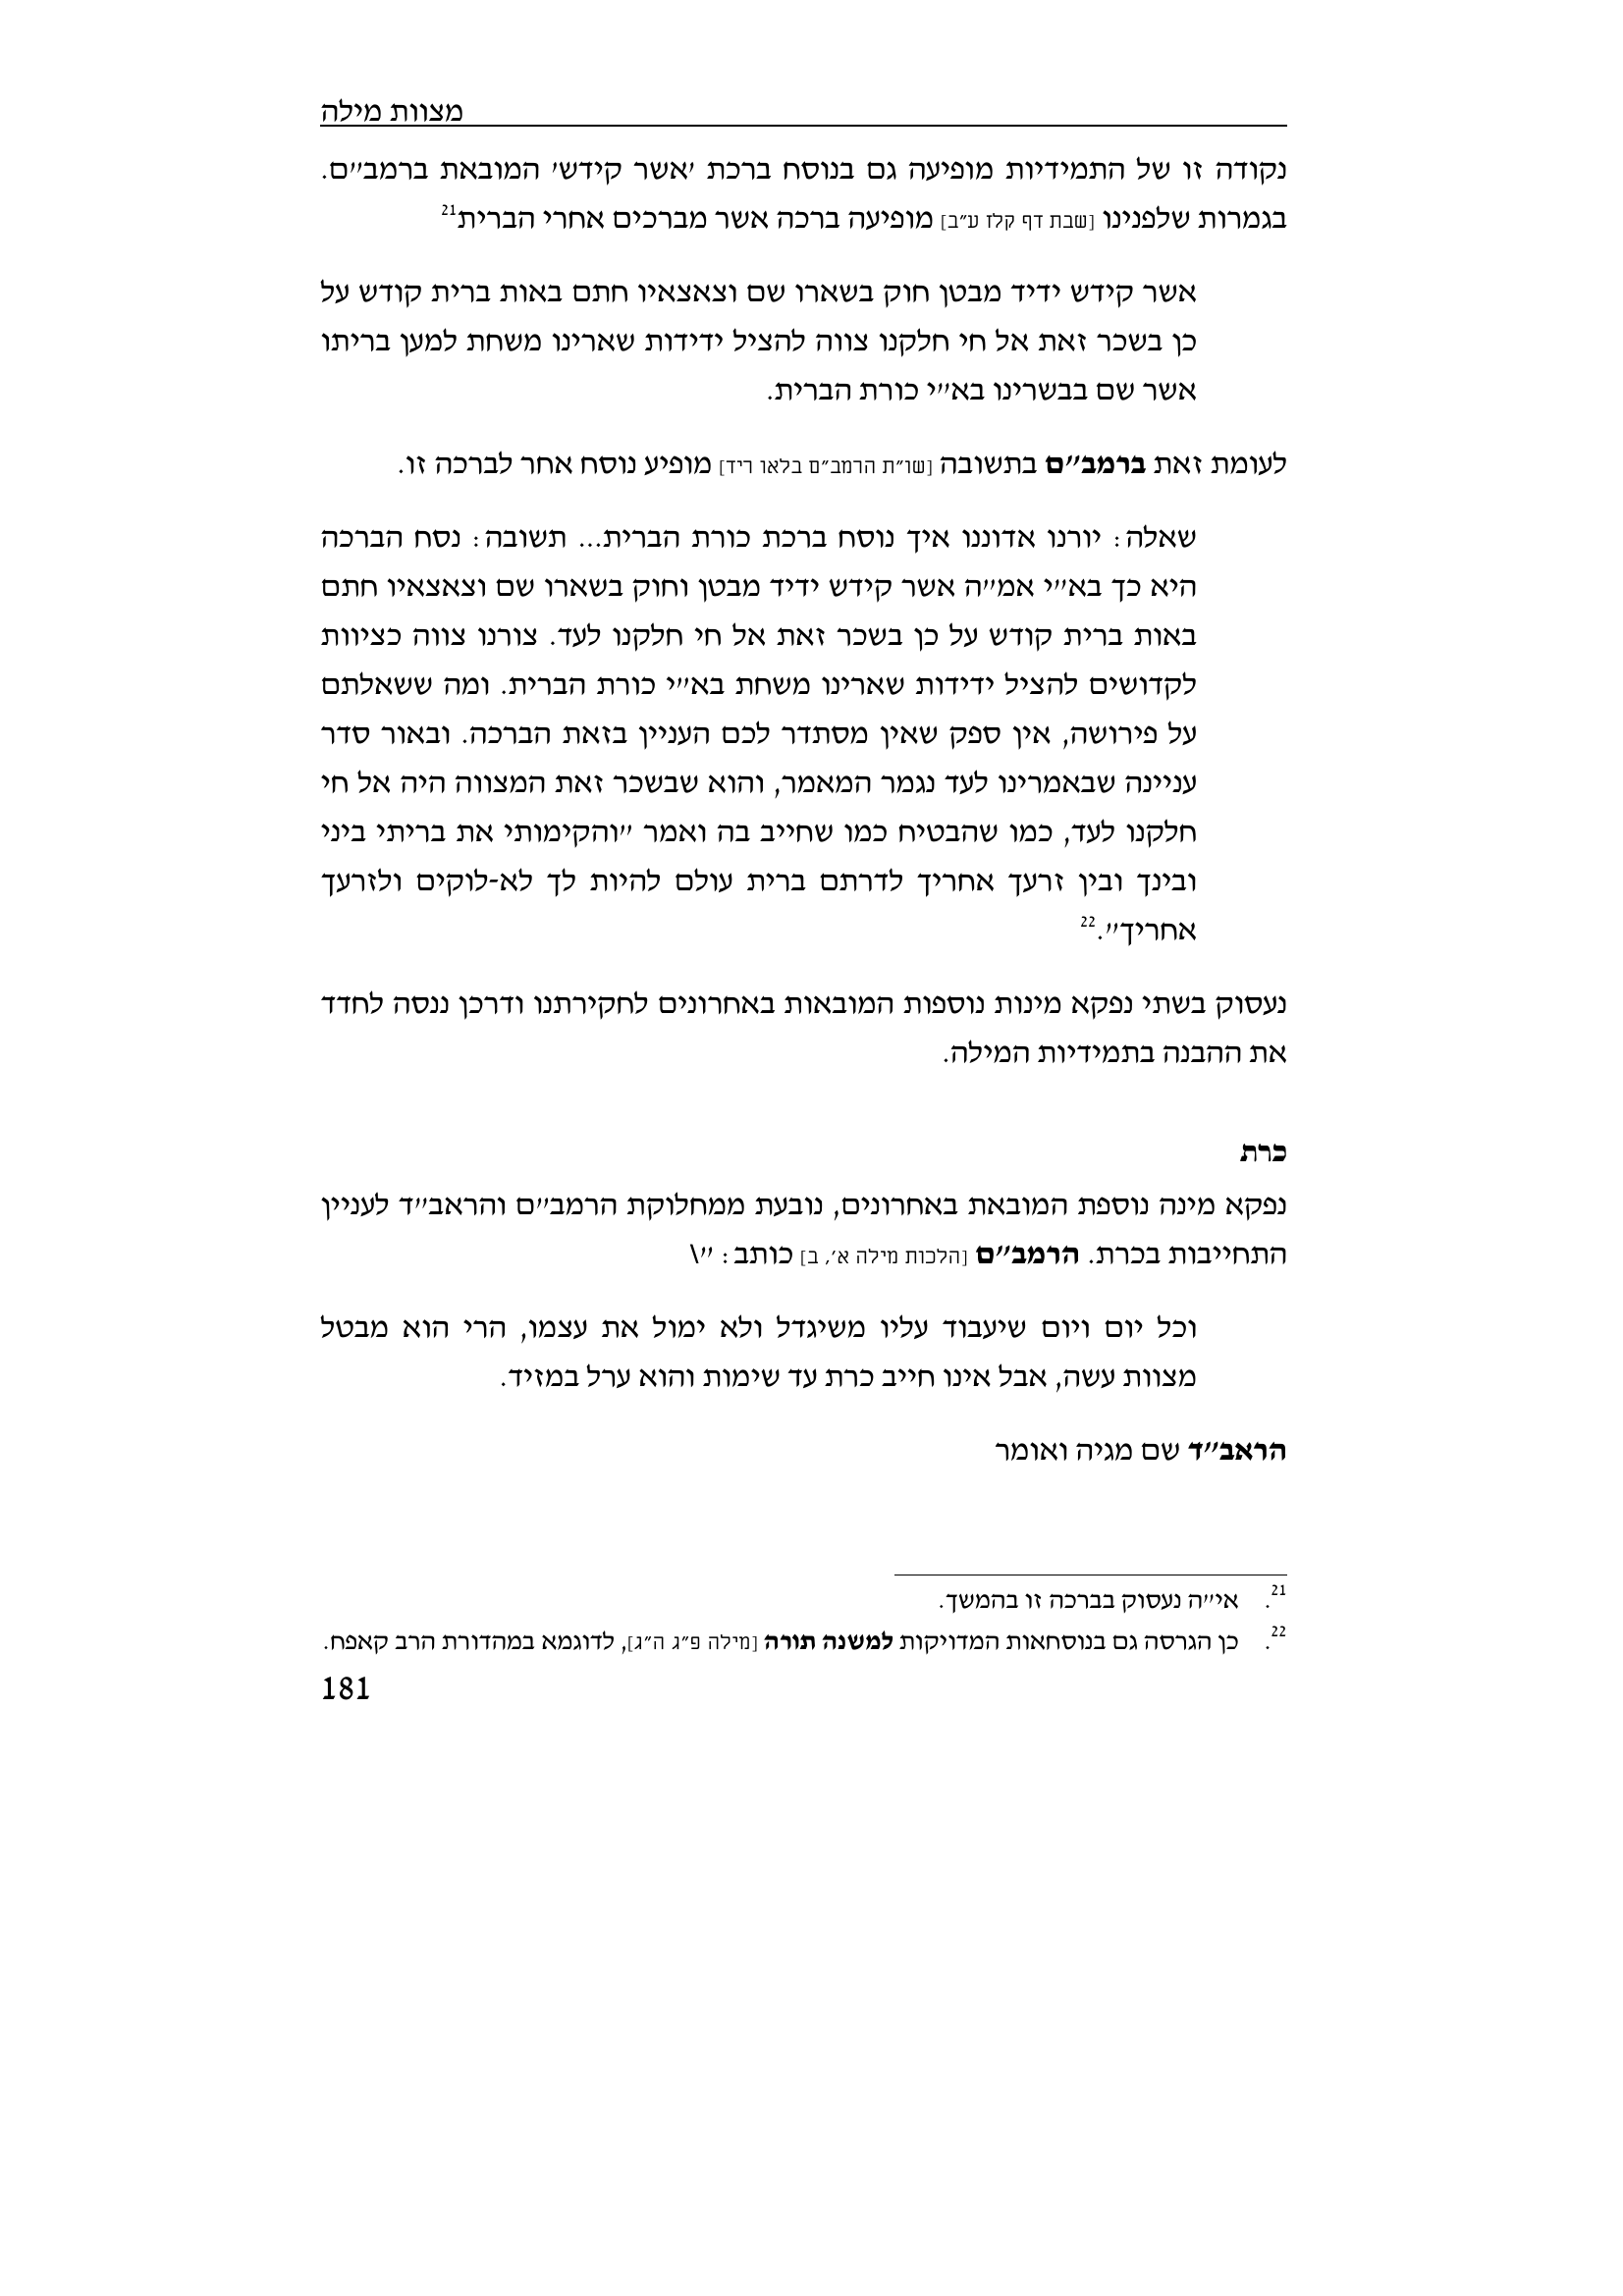 מצוות מילה
נקודה זו של התמידיות מופיעה גם בנוסח ברכת 'אשר קידש' המובאת ברמב"ם.
בגמרות שלפנינו [שבת דף קלז ע"ב] מופיעה ברכה אשר מברכים אחרי הברית21
אשר קידש ידיד מבטן חוק בשארו שם וצאצאיו חתם באות ברית קודש על
כן בשכר זאת אל חי חלקנו צווה להציל ידידות שארינו משחת למען בריתו
אשר שם בבשרינו בא"י כורת הברית.
לעומת זאת ברמב"ם בתשובה [שו"ת הרמב"ם בלאו ריד] מופיע נוסח אחר לברכה זו.
שאלה: יורנו אדוננו איך נוסח ברכת כורת הברית... תשובה: נסח הברכה
היא כך בא"י אמ"ה אשר קידש ידיד מבטן וחוק בשארו שם וצאצאיו חתם
באות ברית קודש על כן בשכר זאת אל חי חלקנו לעד. צורנו צווה כציוות
לקדושים להציל ידידות שארינו משחת בא"י כורת הברית. ומה ששאלתם
על פירושה, אין ספק שאין מסתדר לכם העניין בזאת הברכה. ובאור סדר
עניינה שבאמרינו לעד נגמר המאמר, והוא שבשכר זאת המצווה היה אל חי
חלקנו לעד, כמו שהבטיח כמו שחייב בה ואמר "והקימותי את בריתי ביני
ובינך ובין זרעך אחריך לדרתם ברית עולם להיות לך לא-לוקים ולזרעך
אחריך".22
נעסוק בשתי נפקא מינות נוספות המובאות באחרונים לחקירתנו ודרכן ננסה לחדד
את ההבנה בתמידיות המילה.
כרת
נפקא מינה נוספת המובאת באחרונים, נובעת ממחלוקת הרמב"ם והראב"ד לעניין
התחייבות בכרת. הרמב"ם [הלכות מילה א', ב] כותב: "\
וכל יום ויום שיעבוד עליו משיגדל ולא ימול את עצמו, הרי הוא מבטל
מצוות עשה, אבל אינו חייב כרת עד שימות והוא ערל במזיד.
הראב"ד שם מגיה ואומר
21. אי"ה נעסוק בברכה זו בהמשך.
22. כן הגרסה גם בנוסחאות המדויקות למשנה תורה [מילה פ"ג ה"ג], לדוגמא במהדורת הרב קאפח.
181